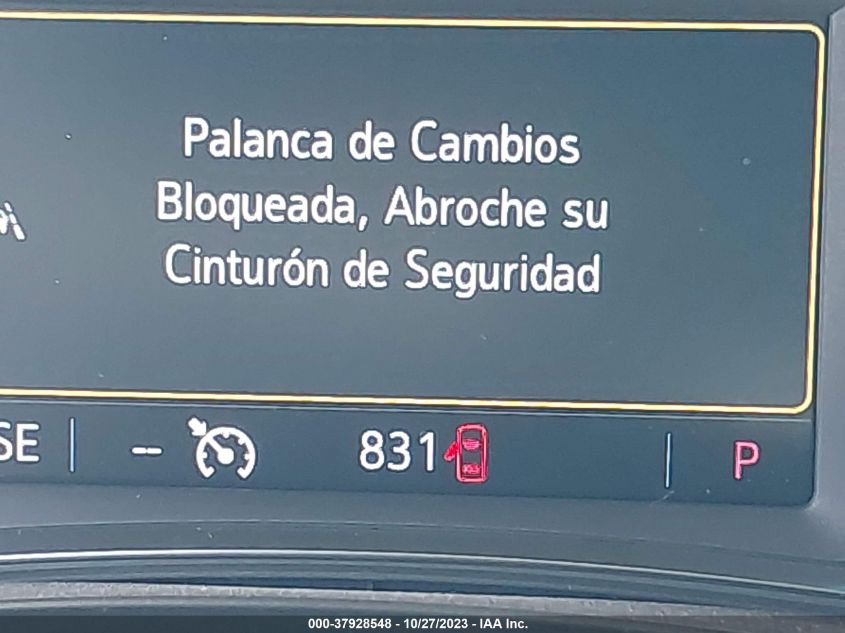 Palanca de Cambios
Bloqueada, Abroche su
Cinturón de Seguridad
SE -- 831 P
000-37928548 - 10/27/2023 - IAA Inc.